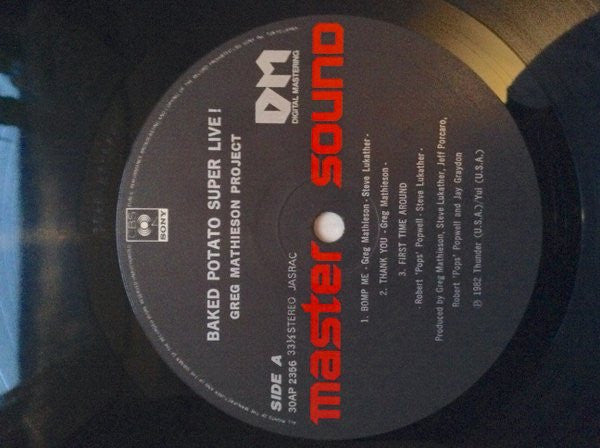 CBS
SONY
BAKED POTATO SUPER LIVE!
GREG MATHIESON PROJECT
SIDE A
30AP 2366 33⅓ STEREO JASRAC
DM
DIGITAL MASTERING
master sound
1. BOMP ME - Greg Mathieson - Steve Lukather -
2. THANK YOU - Greg Mathieson -
3. FIRST TIME AROUND
Robert "Pops" Popwell - Steve Lukather -
Produced by Greg Mathieson, Steve Lukather, Jeff Porcaro,
Robert "Pops" Popwell and Jay Graydon
℗ 1982 Thunder (U.S.A.)/Yui (U.S.A.)